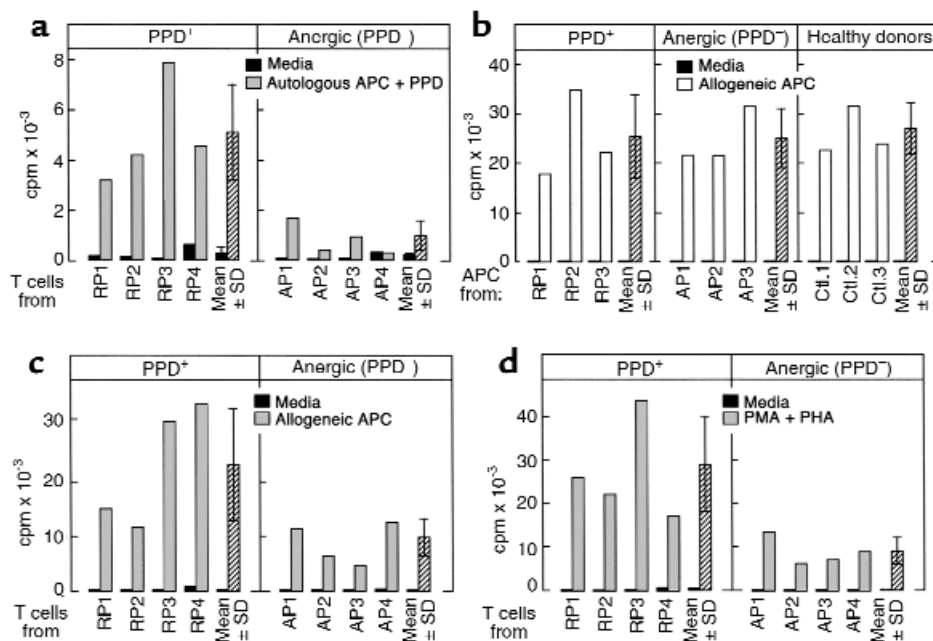 a
PPD⁺
Anergic (PPD )
Media
Autologous APC + PPD
8
6
4
2
0
cpm x 10⁻³
T cells from
RP1
RP2
RP3
RP4
Mean ± SD
AP1
AP2
AP3
AP4
Mean ± SD
b
PPD⁺
Anergic (PPD⁻)
Healthy donors
Media
Allogeneic APC
40
30
20
10
0
cpm x 10⁻³
APC from:
RP1
RP2
RP3
Mean ± SD
AP1
AP2
AP3
Mean ± SD
Ctl.1
Ctl.2
Ctl.3
Mean ± SD
c
PPD⁺
Anergic (PPD )
Media
Allogeneic APC
30
20
10
0
cpm x 10⁻³
T cells from
RP1
RP2
RP3
RP4
Mean ± SD
AP1
AP2
AP3
AP4
Mean ± SD
d
PPD⁺
Anergic (PPD⁻)
Media
PMA + PHA
40
30
20
10
0
cpm x 10⁻³
T cells from
RP1
RP2
RP3
RP4
Mean ± SD
AP1
AP2
AP3
AP4
Mean ± SD